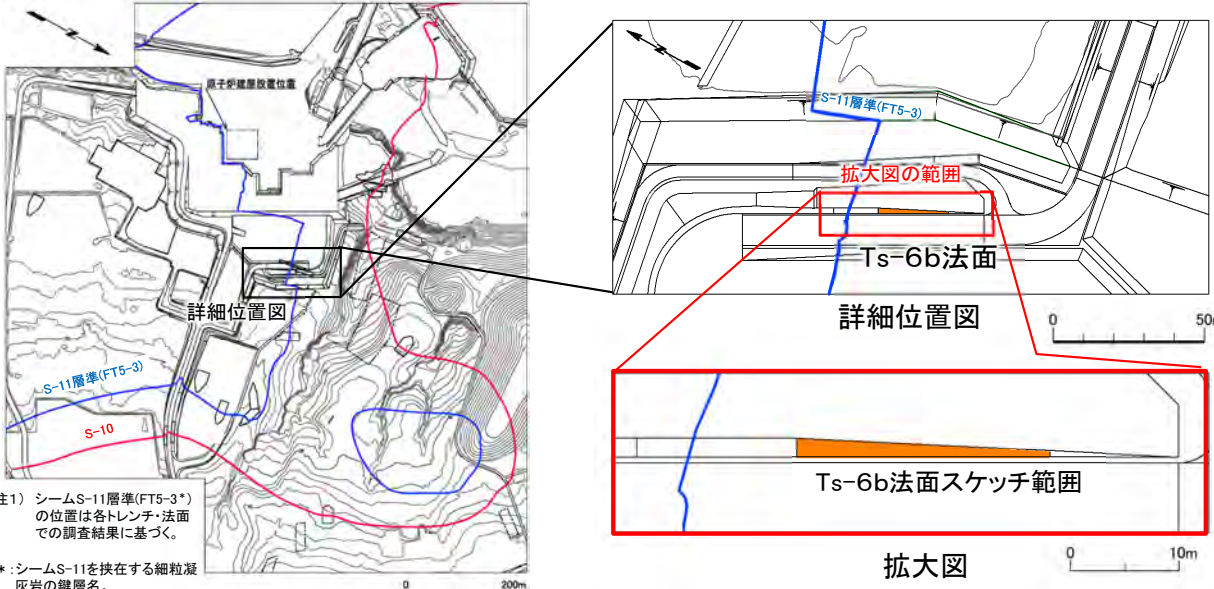 N
原子炉建屋設置位置
詳細位置図
S-11層準(FT5-3)
S-10
注1) シームS-11層準(FT5-3*)
の位置は各トレンチ・法面
での調査結果に基づく。
*:シームS-11を挟在する細粒凝
灰岩の鍵層名。
0 200m
N
S-11層準(FT5-3)
拡大図の範囲
Ts-6b法面
詳細位置図
0 50m
Ts-6b法面スケッチ範囲
拡大図
0 10m